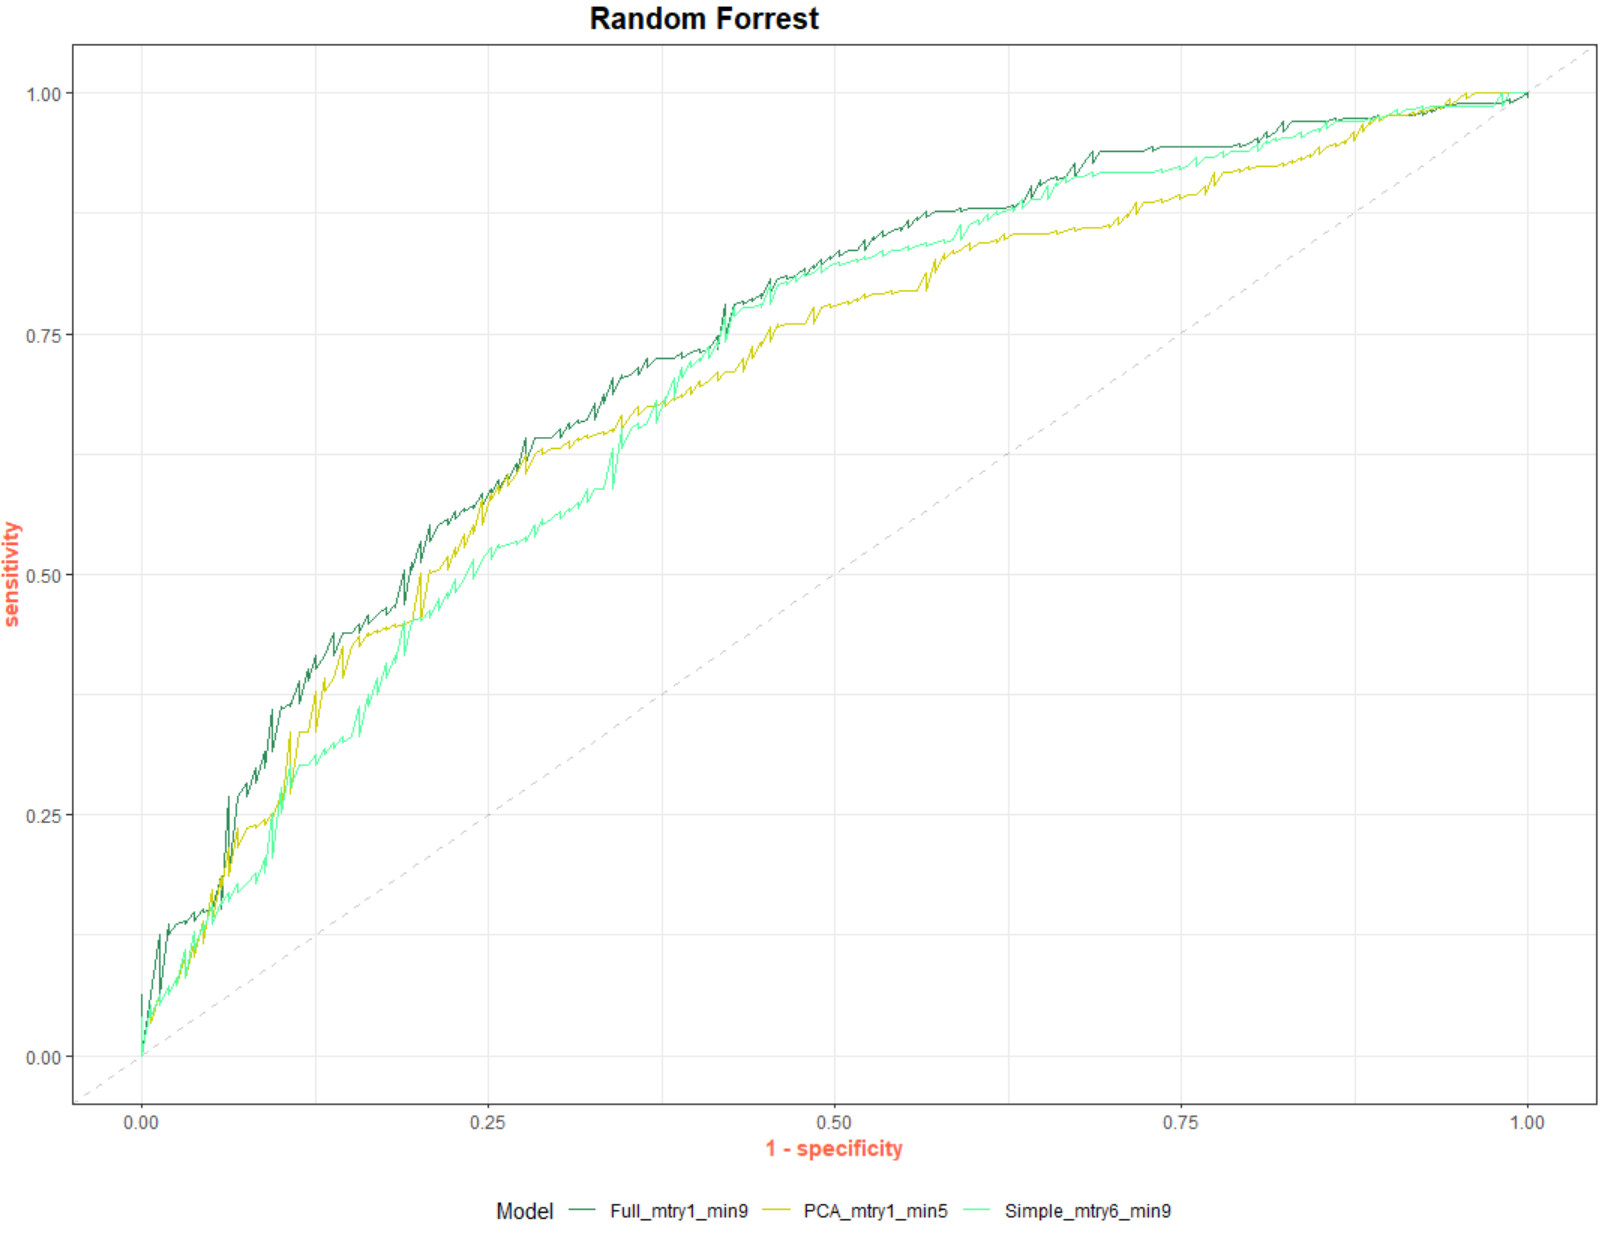 Random Forrest
1.00
0.75
0.50
0.25
0.00
sensitivity
0.00 0.25 0.50 0.75 1.00
1 - specificity
Model Full_mtry1_min9 PCA_mtry1_min5 Simple_mtry6_min9